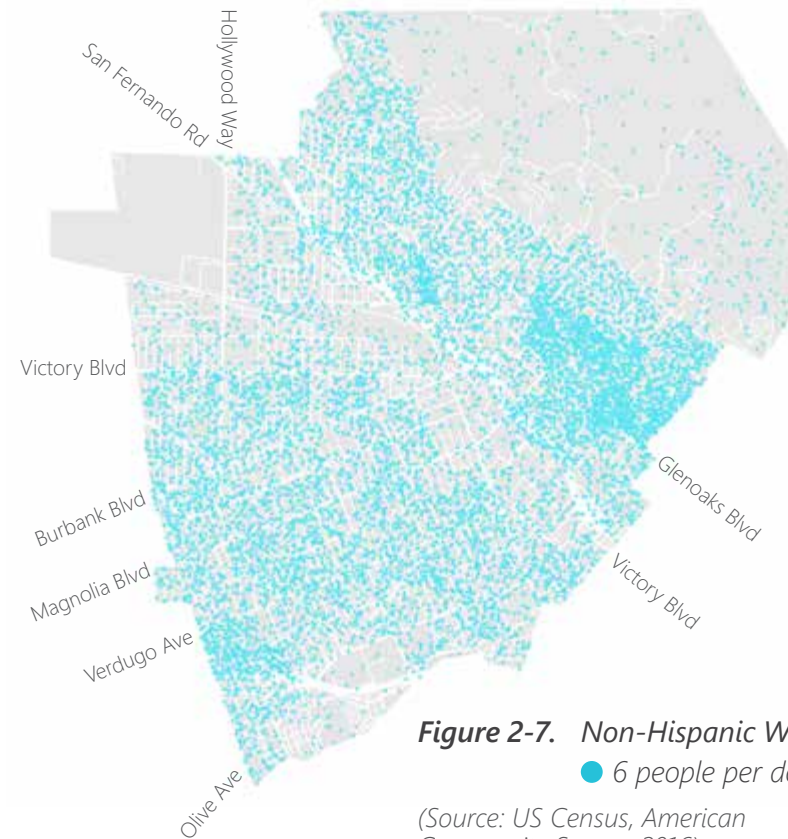 Hollywood Way
San Fernando Rd
Victory Blvd
Burbank Blvd
Magnolia Blvd
Verdugo Ave
Olive Ave
Glenoaks Blvd
Victory Blvd
Figure 2-7. Non-Hispanic W
6 people per d
(Source: US Census, American